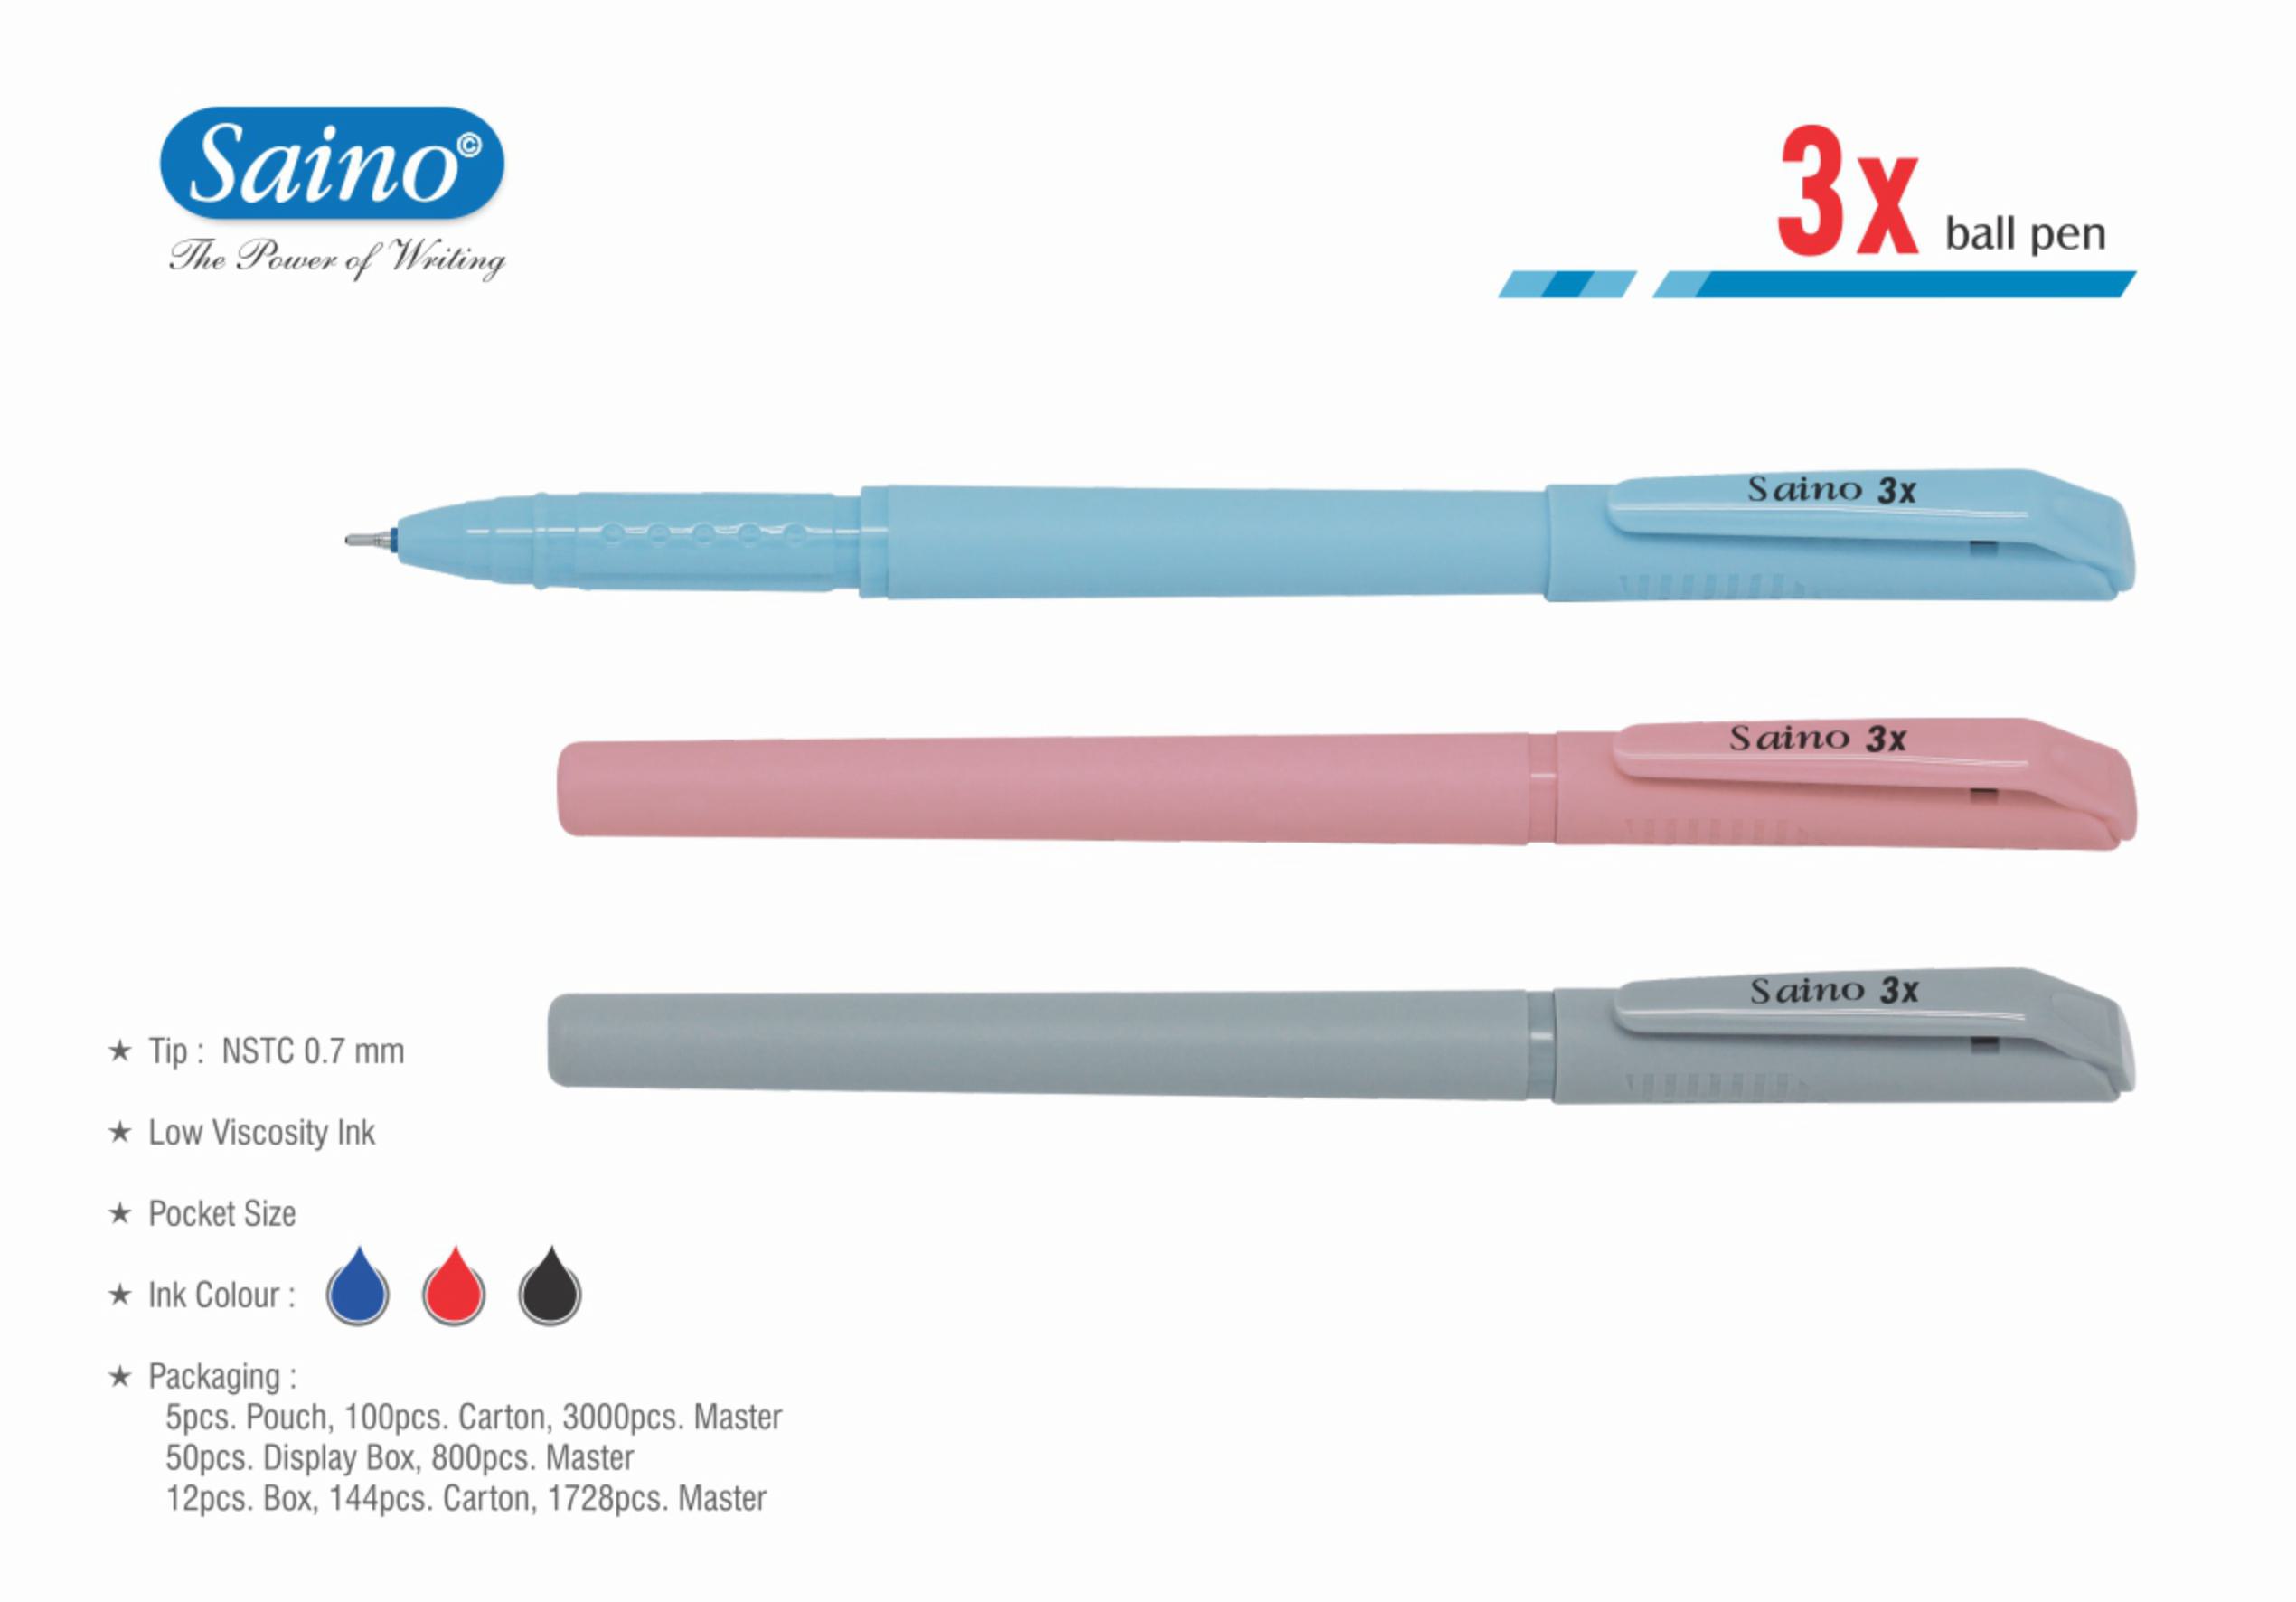 Saino©
The Power of Writing
3x ball pen
Saino 3x
Saino 3x
Saino 3x
★ Tip : NSTC 0.7 mm
★ Low Viscosity Ink
★ Pocket Size
★ Ink Colour :
★ Packaging :
5pcs. Pouch, 100pcs. Carton, 3000pcs. Master
50pcs. Display Box, 800pcs. Master
12pcs. Box, 144pcs. Carton, 1728pcs. Master